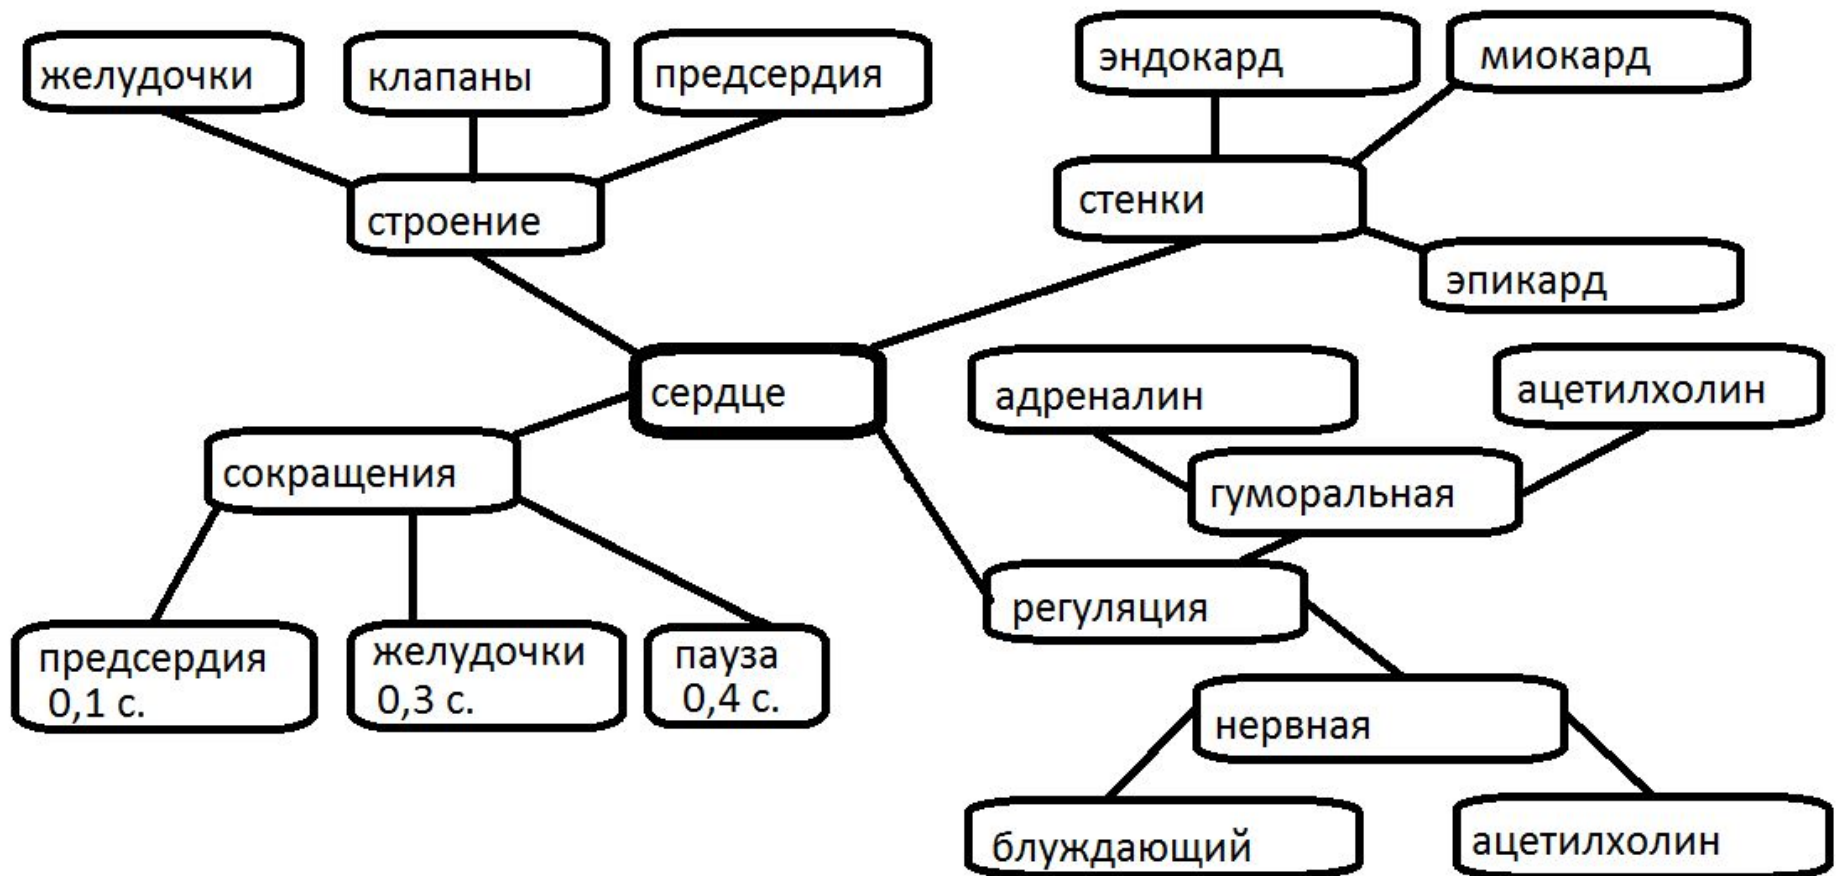 желудочки
клапаны
предсердия
эндокард
миокард
строение
стенки
эпикард
сердце
адреналин
ацетилхолин
сокращения
гуморальная
регуляция
предсердия
0,1 с.
желудочки
0,3 с.
пауза
0,4 с.
нервная
блуждающий
ацетилхолин